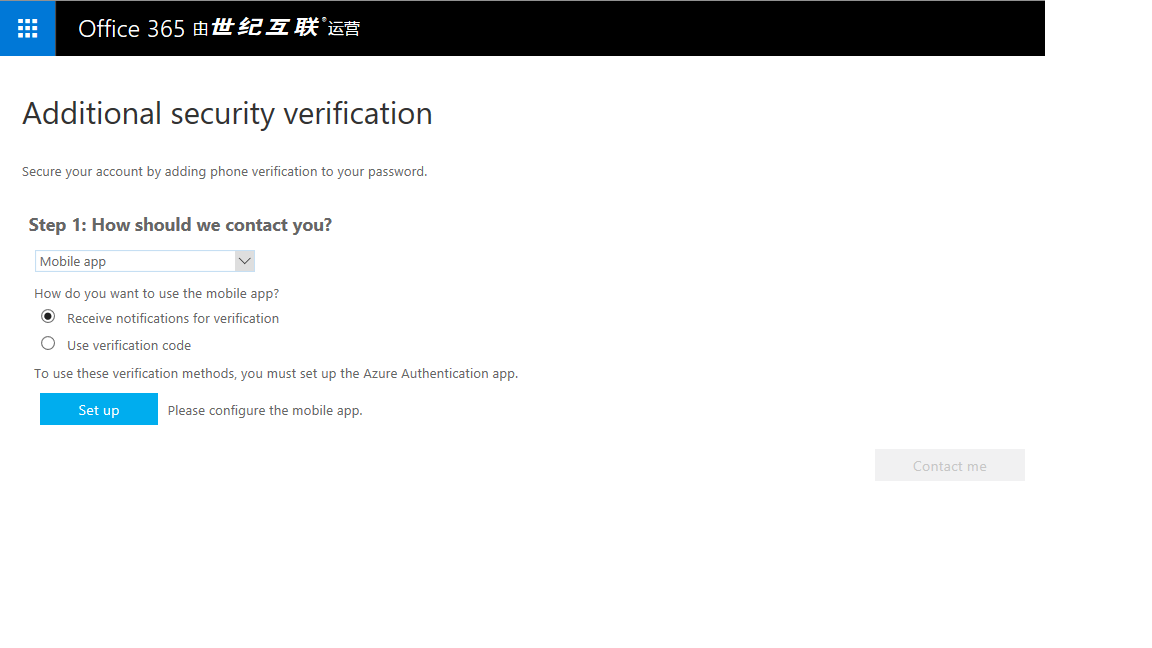 Office 365 由世纪互联®运营
Additional security verification
Secure your account by adding phone verification to your password.
Step 1: How should we contact you?
Mobile app
How do you want to use the mobile app?
Receive notifications for verification
Use verification code
To use these verification methods, you must set up the Azure Authentication app.
Set up Please configure the mobile app.
Contact me